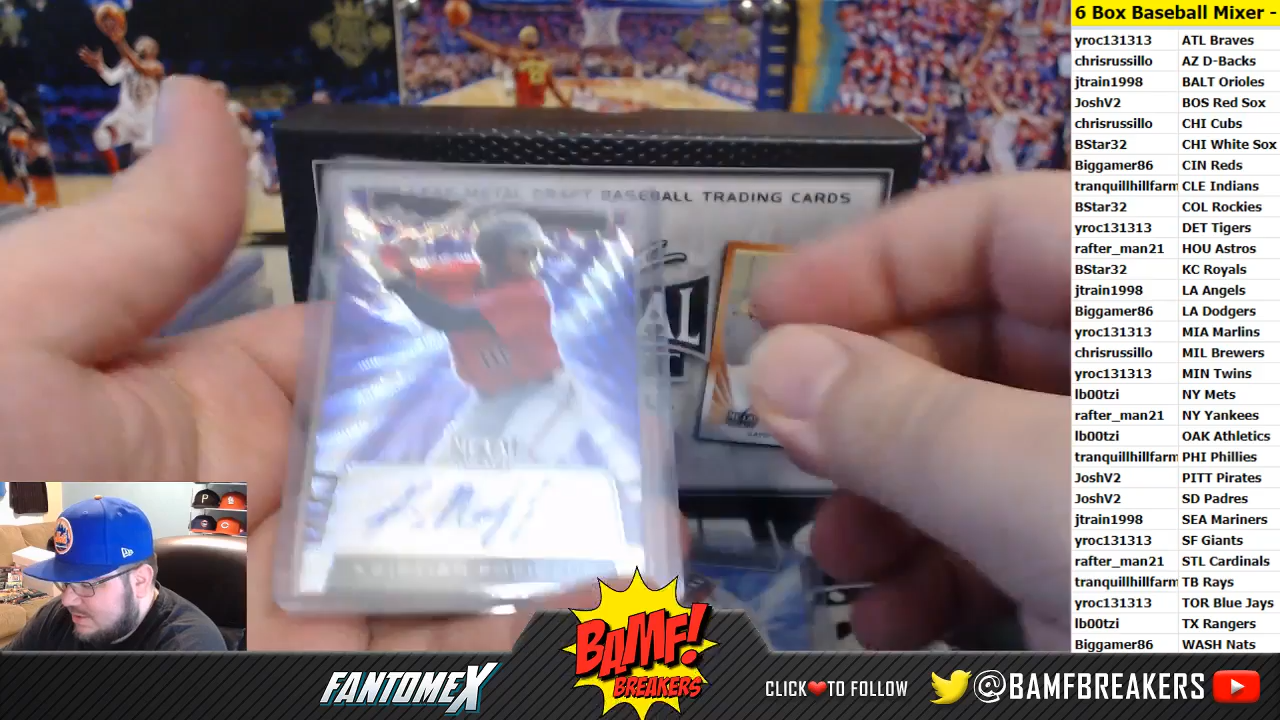 6 Box Baseball Mixer -
yroc131313 ATL Braves
chrisrussillo AZ D-Backs
jtrain1998 BALT Orioles
JoshV2 BOS Red Sox
chrisrussillo CHI Cubs
BStar32 CHI White Sox
Biggamer86 CIN Reds
tranquillhillfarm CLE Indians
BStar32 COL Rockies
yroc131313 DET Tigers
rafter_man21 HOU Astros
BStar32 KC Royals
jtrain1998 LA Angels
Biggamer86 LA Dodgers
yroc131313 MIA Marlins
chrisrussillo MIL Brewers
yroc131313 MIN Twins
lb00tzi NY Mets
rafter_man21 NY Yankees
lb00tzi OAK Athletics
tranquillhillfarm PHI Phillies
JoshV2 PITT Pirates
JoshV2 SD Padres
jtrain1998 SEA Mariners
yroc131313 SF Giants
rafter_man21 STL Cardinals
tranquillhillfarm TB Rays
yroc131313 TOR Blue Jays
lb00tzi TX Rangers
Biggamer86 WASH Nats
LEAF METAL DRAFT BASEBALL TRADING CARDS
FANTOMEX
BAMF!
BREAKERS
CLICK TO FOLLOW
@BAMFBREAKERS